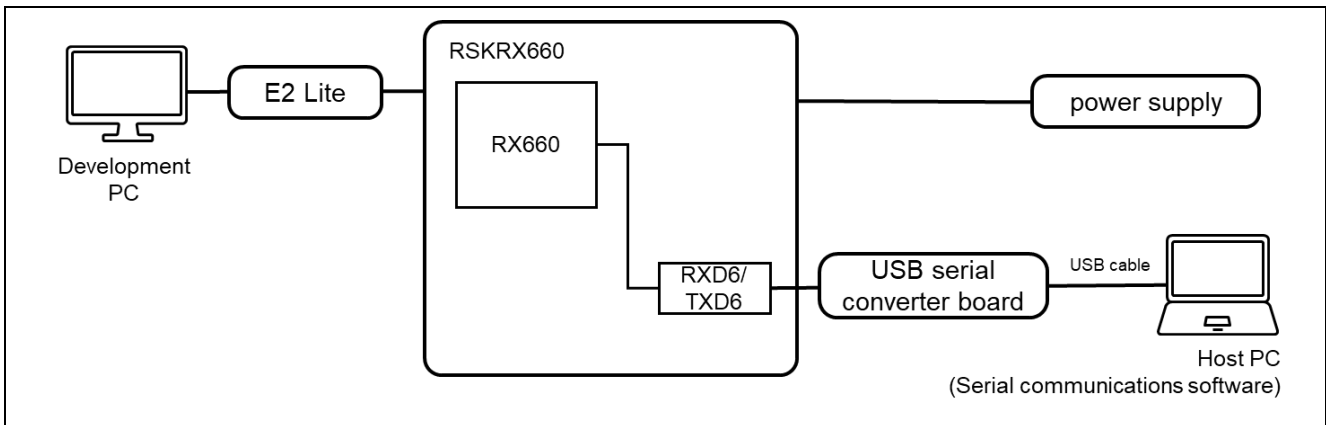 RSKRX660
E2 Lite
power supply
RX660
Development
PC
RXD6/
TXD6
USB serial
converter board
USB cable
Host PC
(Serial communications software)